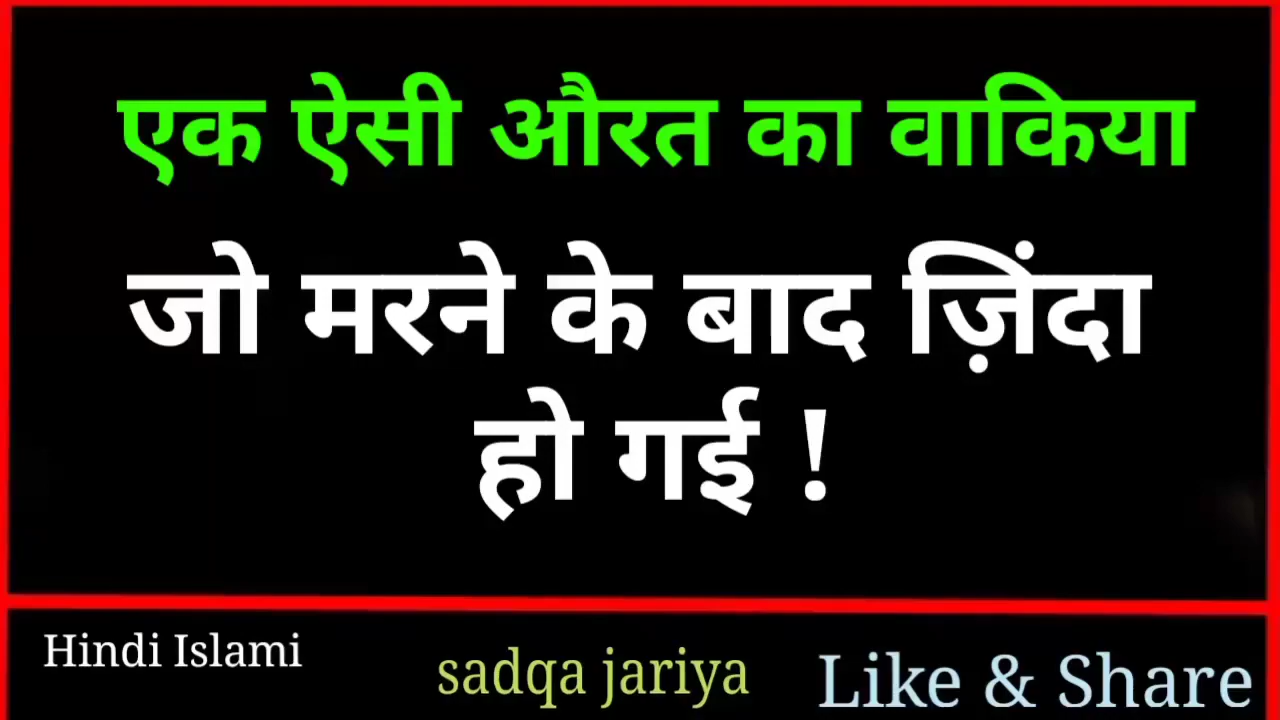 एक ऐसी औरत का वाकिया
जो मरने के बाद ज़िंदा
हो गई !
Hindi Islami
sadqa jariya
Like & Share